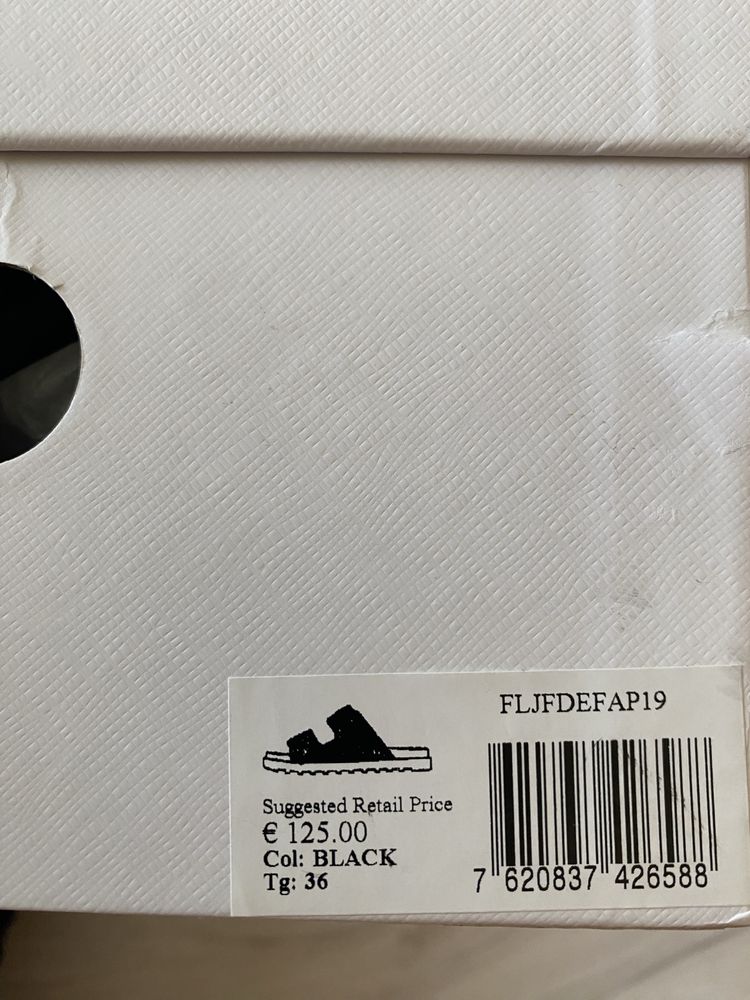 FLJFDEFAP19
Suggested Retail Price
€ 125.00
Col: BLACK
Tg: 36
7 620837 426588